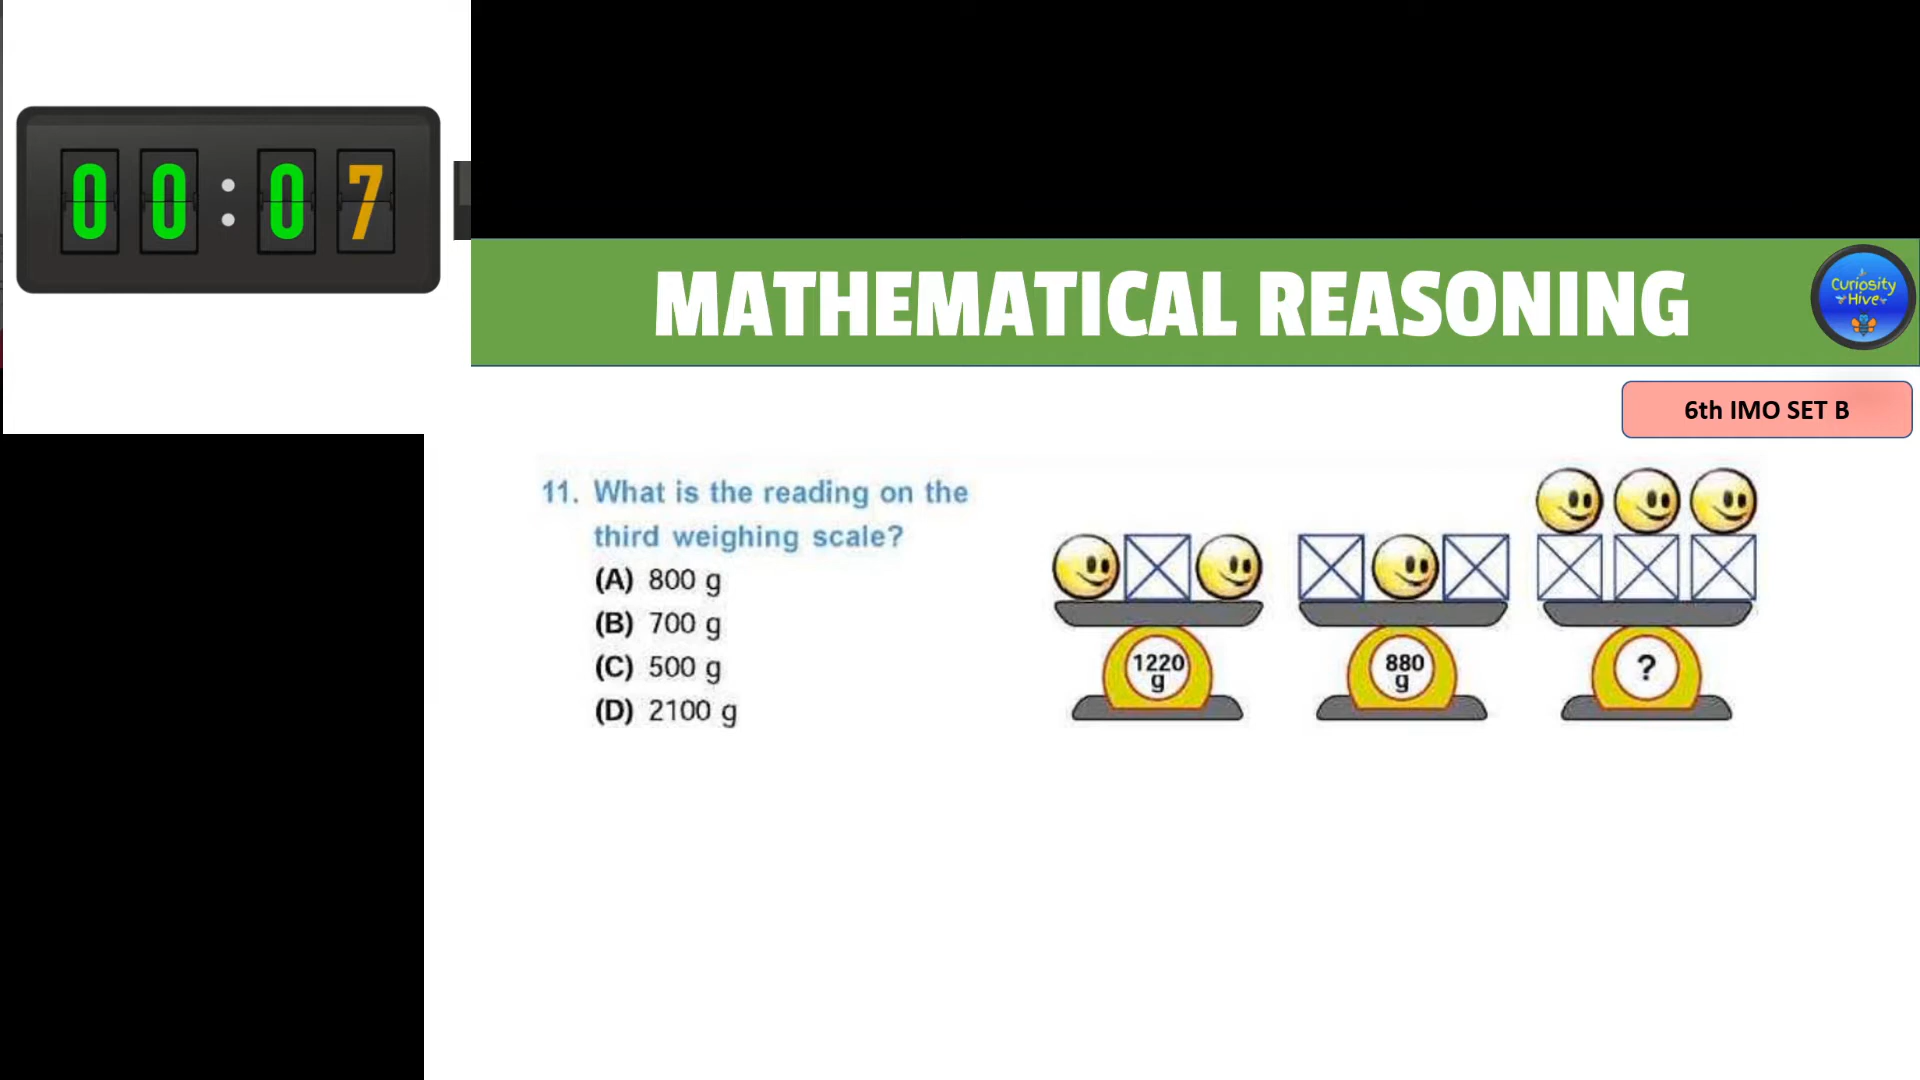 00:07
MATHEMATICAL REASONING
Curiosity
Hive
6th IMO SET B
11. What is the reading on the
third weighing scale?
(A) 800 g
(B) 700 g
(C) 500 g
(D) 2100 g
1220
g
880
g
?